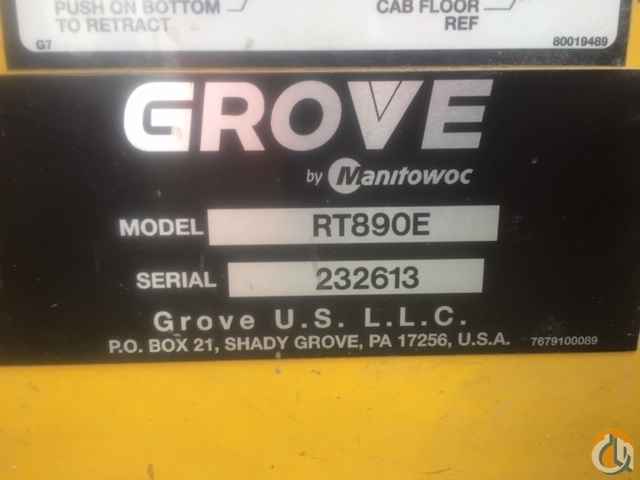 PUSH ON BOTTOM
TO RETRACT
CAB FLOOR
REF
G7
80019489
GROVE
by Manitowoc
MODEL RT890E
SERIAL 232613
Grove U.S. L.L.C.
P.O. BOX 21, SHADY GROVE, PA 17256, U.S.A. 7679100089